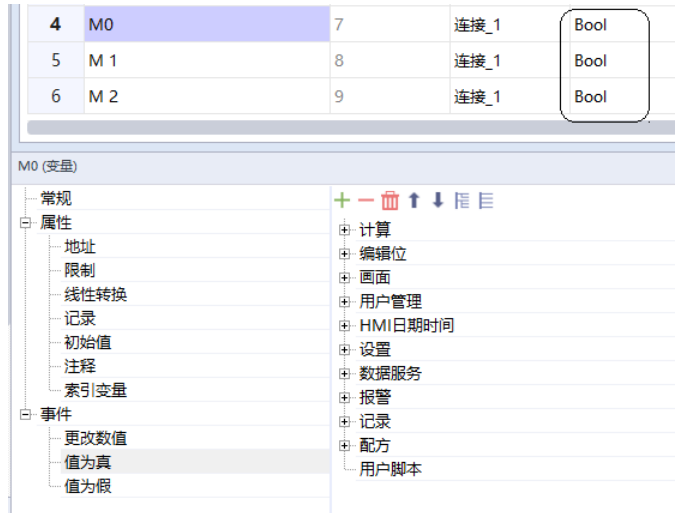 4 M0 7 连接_1 Bool
5 M 1 8 连接_1 Bool
6 M 2 9 连接_1 Bool
M0 (变量)
常规
属性
地址
限制
线性转换
记录
初始值
注释
索引变量
事件
更改数值
值为真
值为假
计算
编辑位
画面
用户管理
HMI日期时间
设置
数据服务
报警
记录
配方
用户脚本